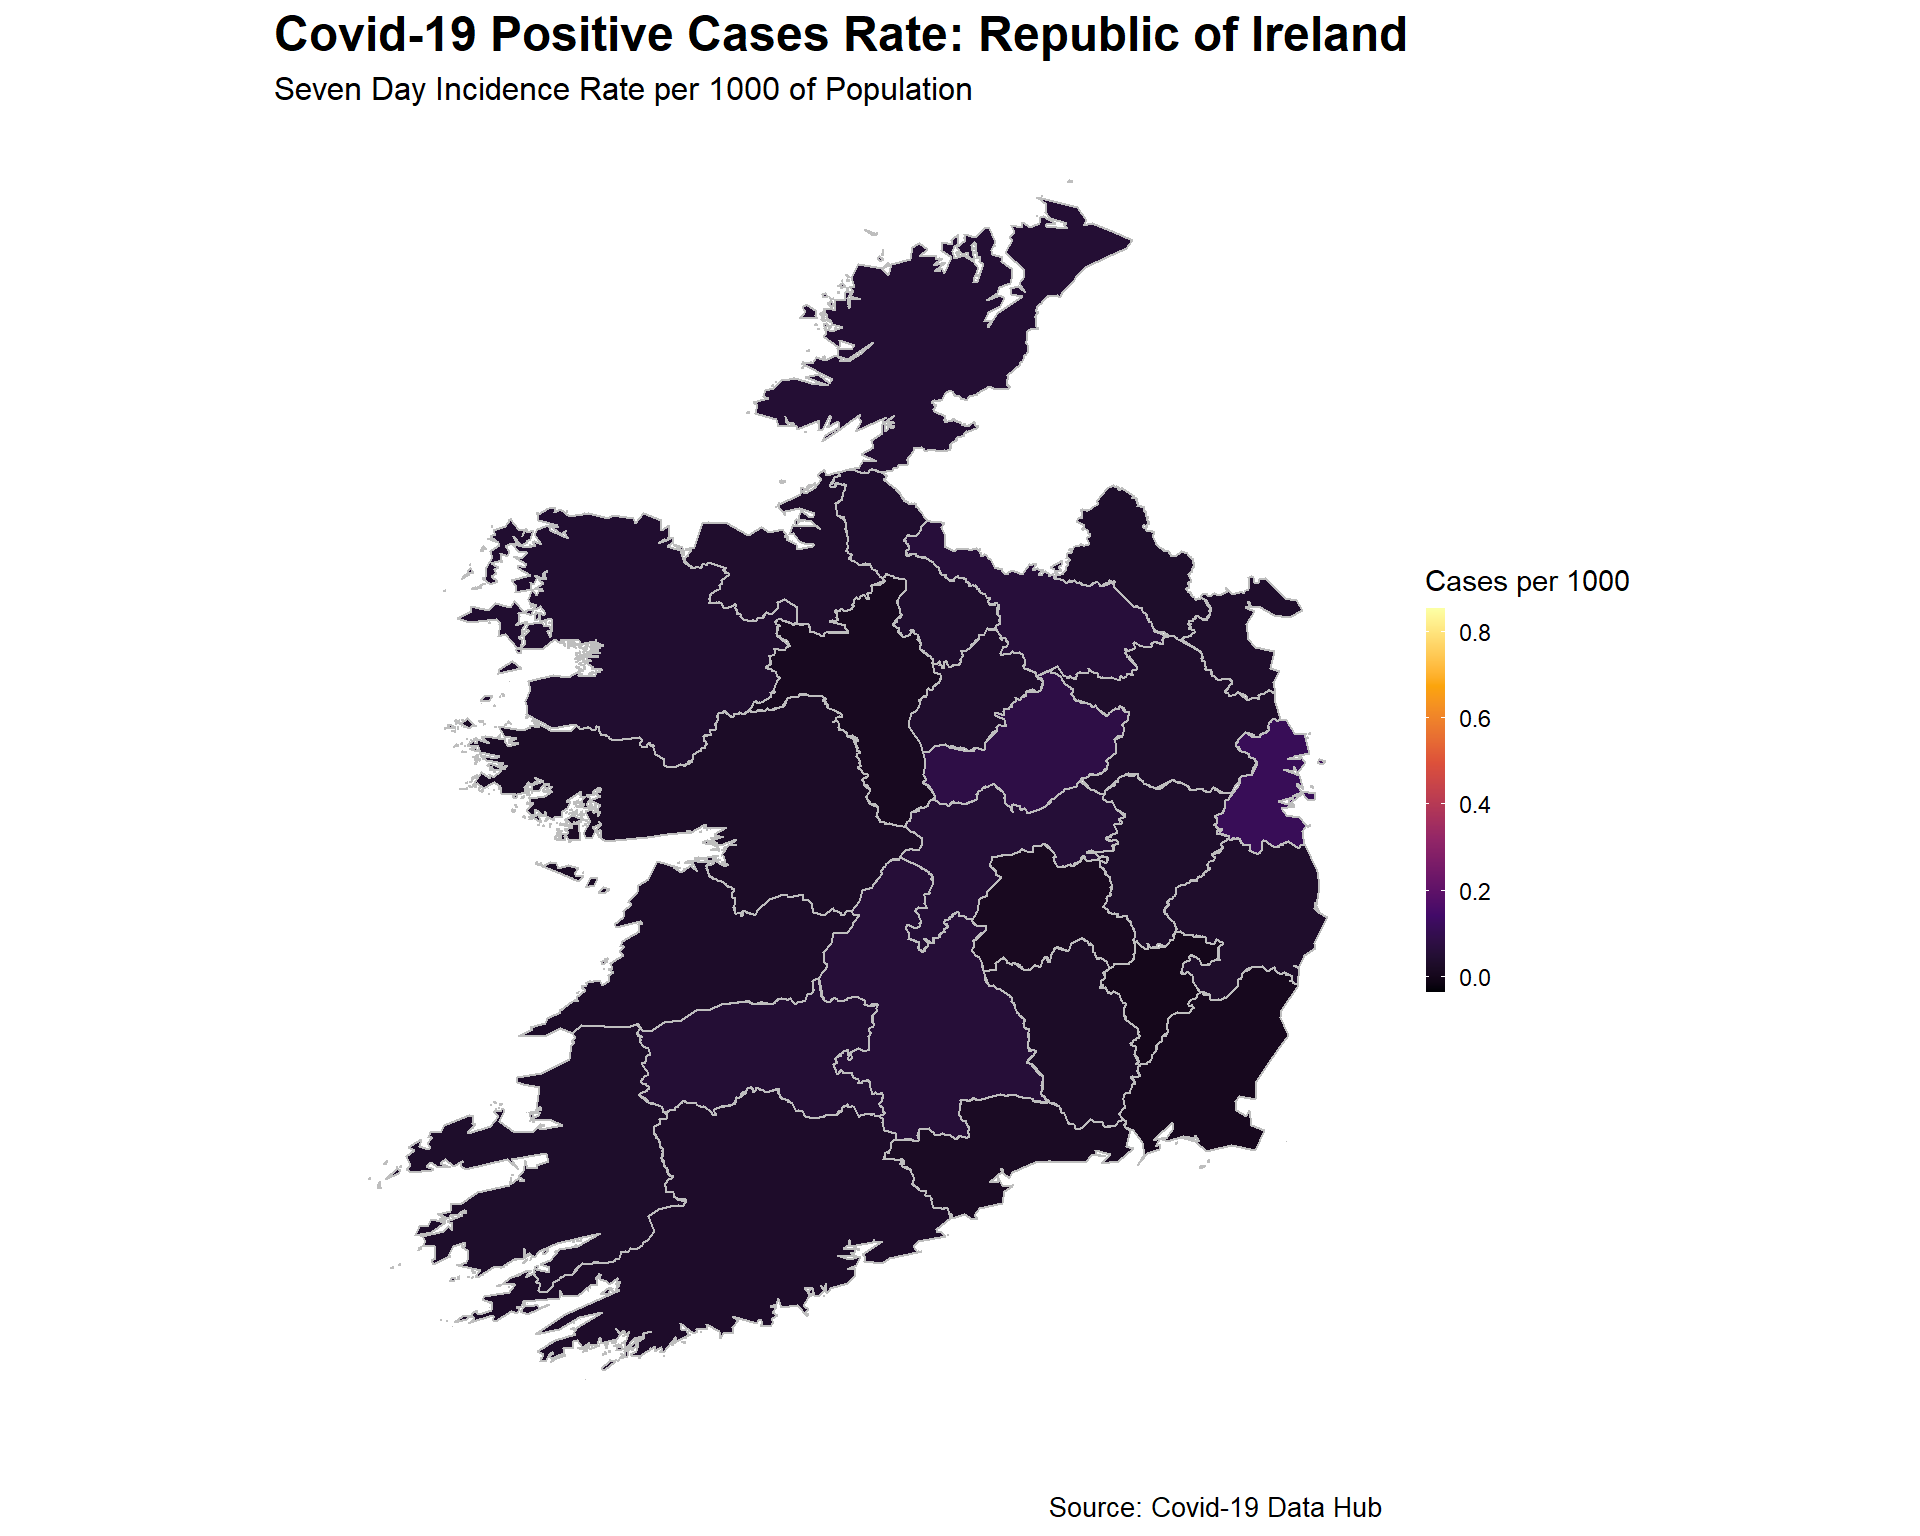 Covid-19 Positive Cases Rate: Republic of Ireland
Seven Day Incidence Rate per 1000 of Population
Cases per 1000
0.8
0.6
0.4
0.2
0.0
Source: Covid-19 Data Hub